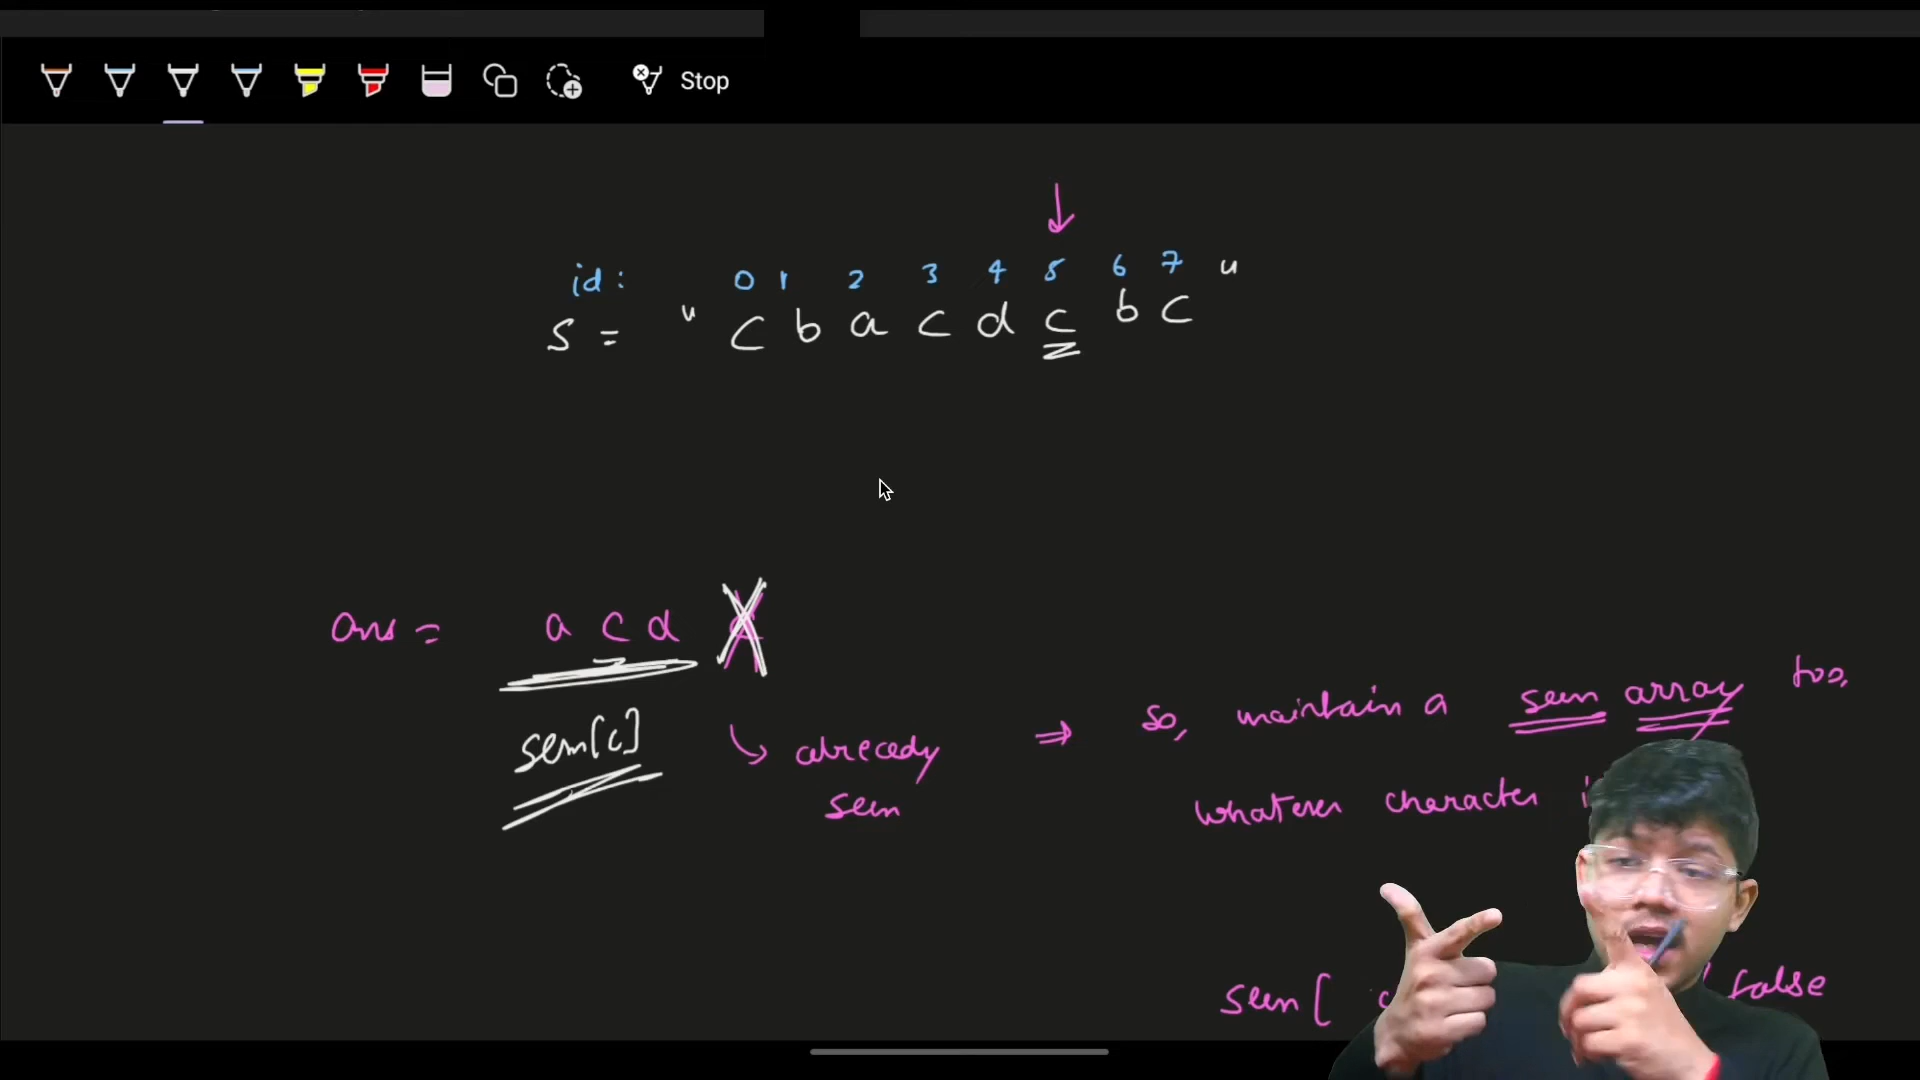 Stop
id: 0 1 2 3 4 5 6 7
S = " c b a c d c b c "
Ans = a c d
seen[c]
already
seen
⇒ so, maintain a seen array too,
whatever character
seen[ false